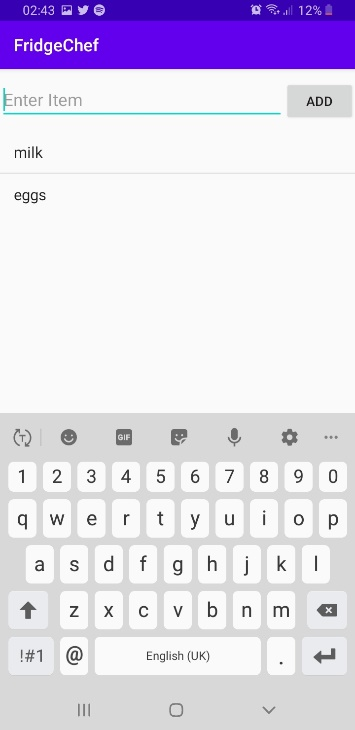 02:43 12%
FridgeChef
Enter Item ADD
milk
eggs
GIF
1 2 3 4 5 6 7 8 9 0
q w e r t y u i o p
a s d f g h j k l
z x c v b n m
!#1 @ English (UK) .